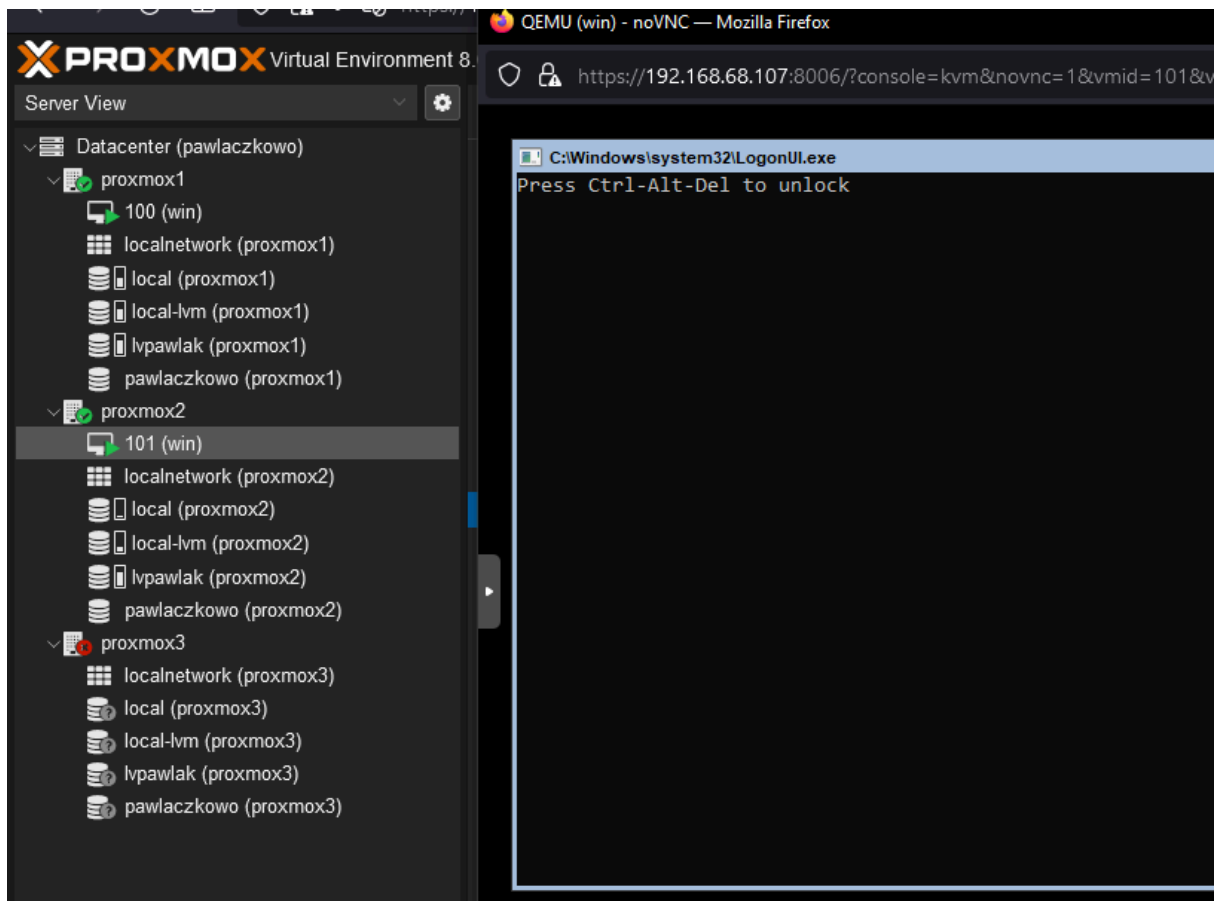 PROXMOX Virtual Environment 8.
Server View
Datacenter (pawlaczkowo)
proxmox1
100 (win)
localnetwork (proxmox1)
local (proxmox1)
local-lvm (proxmox1)
lvpawlak (proxmox1)
pawlaczkowo (proxmox1)
proxmox2
101 (win)
localnetwork (proxmox2)
local (proxmox2)
local-lvm (proxmox2)
lvpawlak (proxmox2)
pawlaczkowo (proxmox2)
proxmox3
localnetwork (proxmox3)
local (proxmox3)
local-lvm (proxmox3)
lvpawlak (proxmox3)
pawlaczkowo (proxmox3)
QEMU (win) - noVNC — Mozilla Firefox
https://192.168.68.107:8006/?console=kvm&novnc=1&vmid=101&v
C:\Windows\system32\LogonUI.exe
Press Ctrl-Alt-Del to unlock